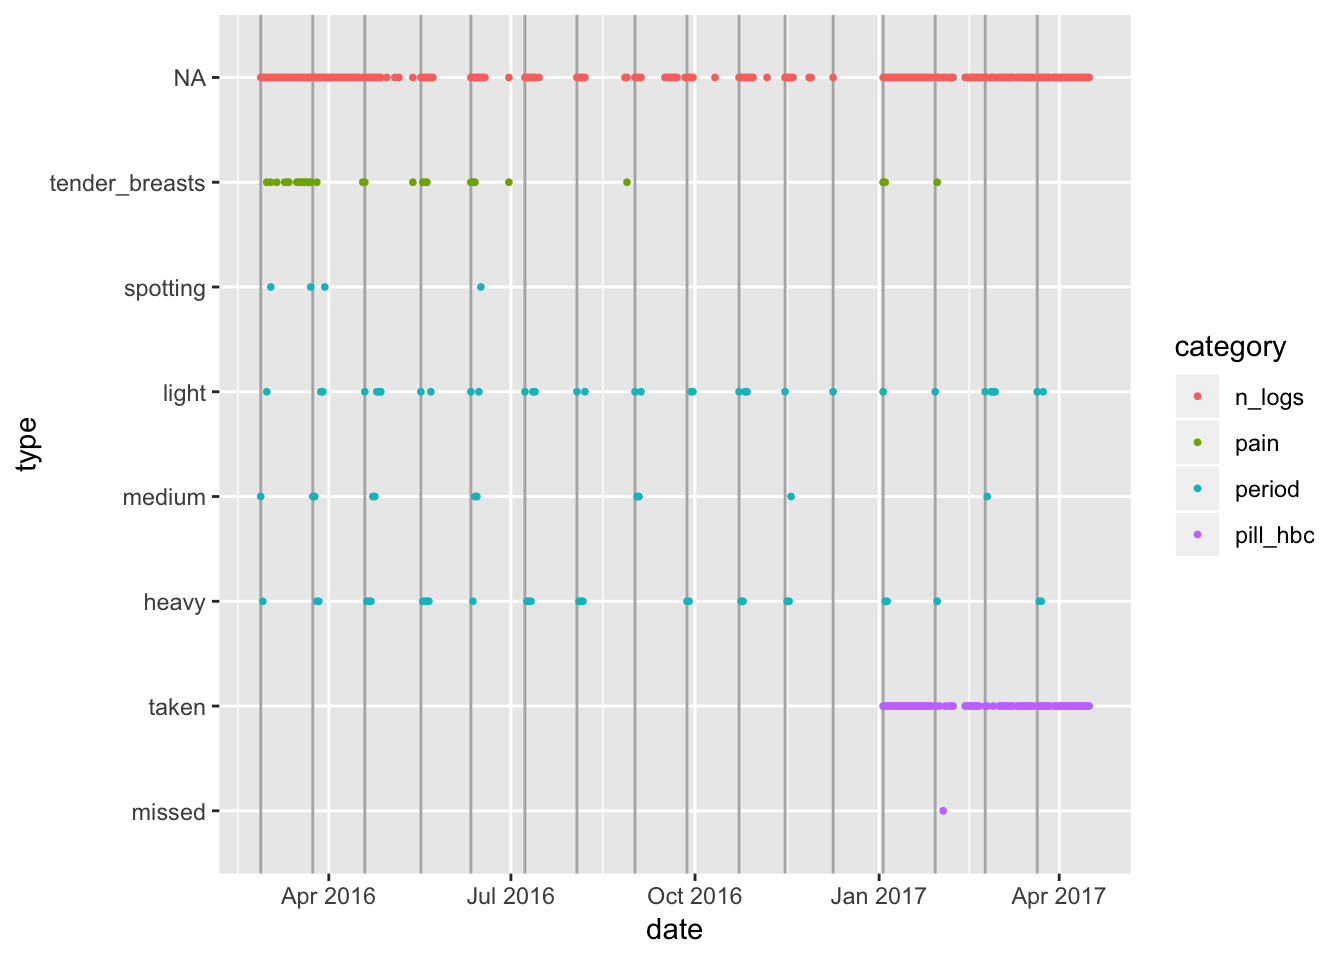 NA
tender_breasts
spotting
light
medium
heavy
taken
missed
type
Apr 2016
Jul 2016
Oct 2016
Jan 2017
Apr 2017
date
category
n_logs
pain
period
pill_hbc